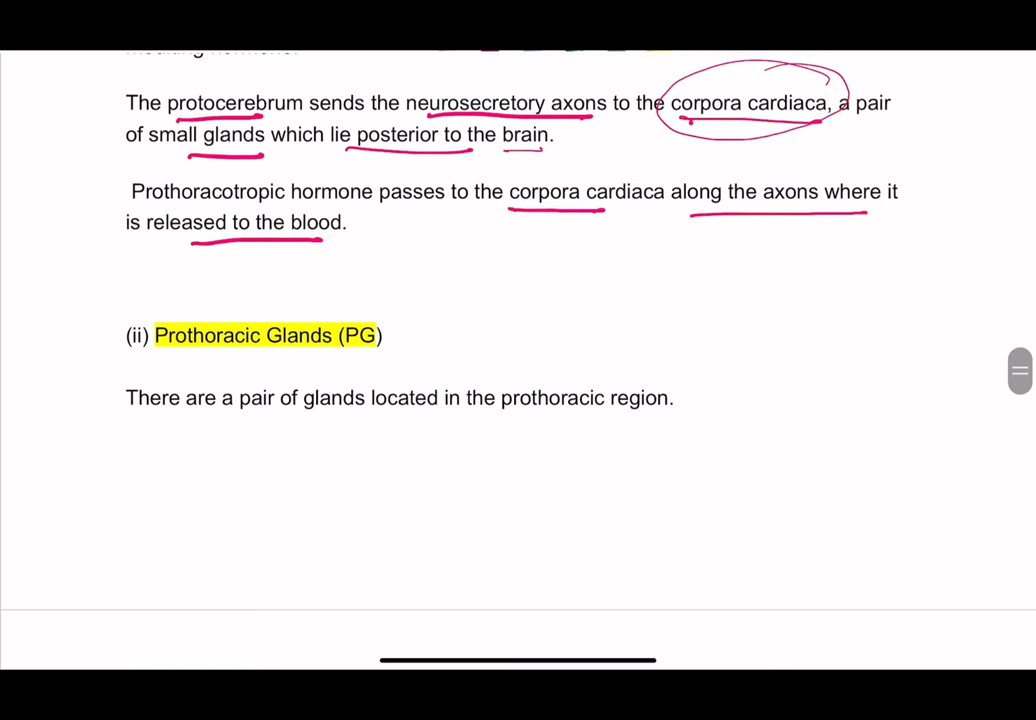 The protocerebrum sends the neurosecretory axons to the corpora cardiaca, a pair
of small glands which lie posterior to the brain.
Prothoracotropic hormone passes to the corpora cardiaca along the axons where it
is released to the blood.
(ii) Prothoracic Glands (PG)
There are a pair of glands located in the prothoracic region.